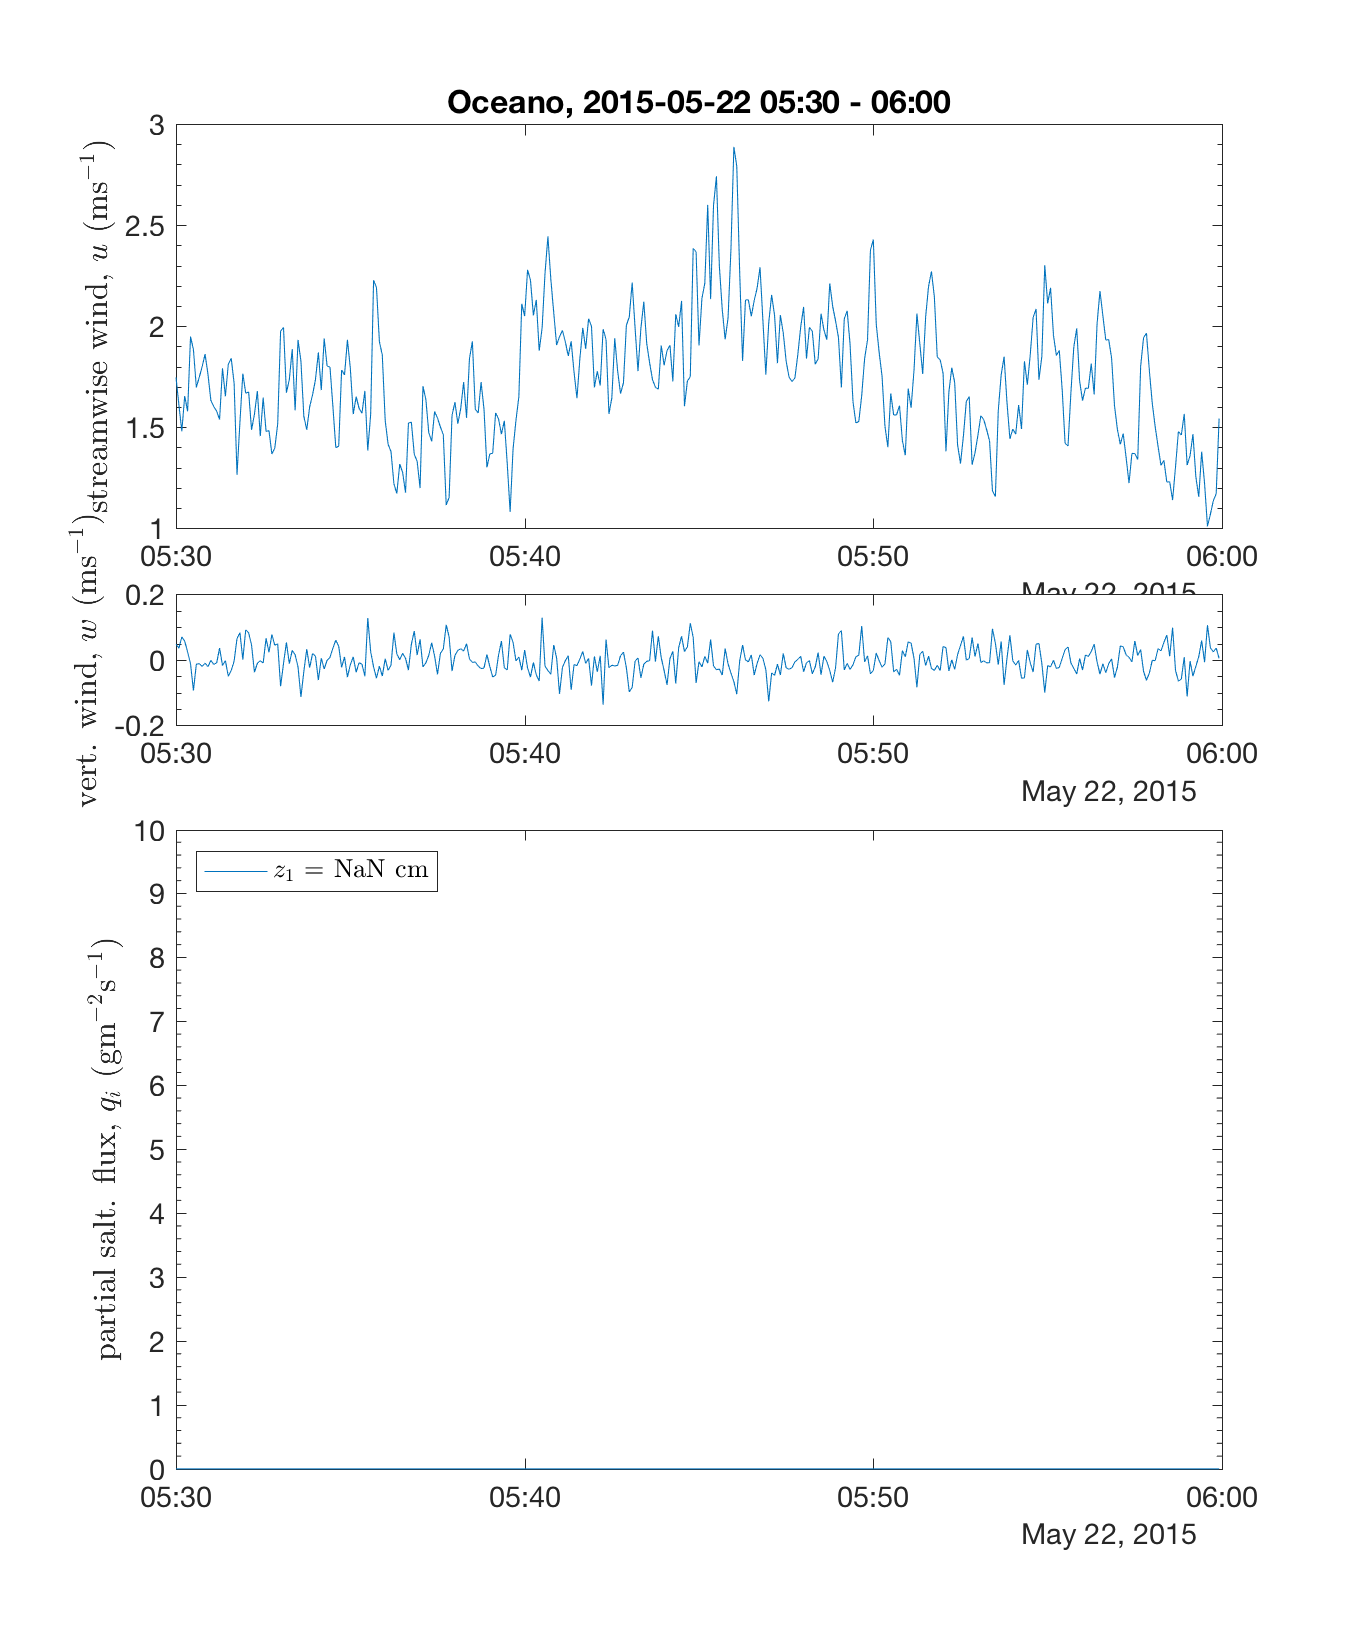 Oceano, 2015-05-22 05:30 - 06:00
streamwise wind, u (ms⁻¹)
3
2.5
2
1.5
1
05:30 05:40 05:50 06:00
May 22, 2015
vert. wind, w (ms⁻¹)
0.2
0
-0.2
05:30 05:40 05:50 06:00
May 22, 2015
partial salt. flux, qᵢ (gm⁻²s⁻¹)
10
9
8
7
6
5
4
3
2
1
0
z₁ = NaN cm
05:30 05:40 05:50 06:00
May 22, 2015